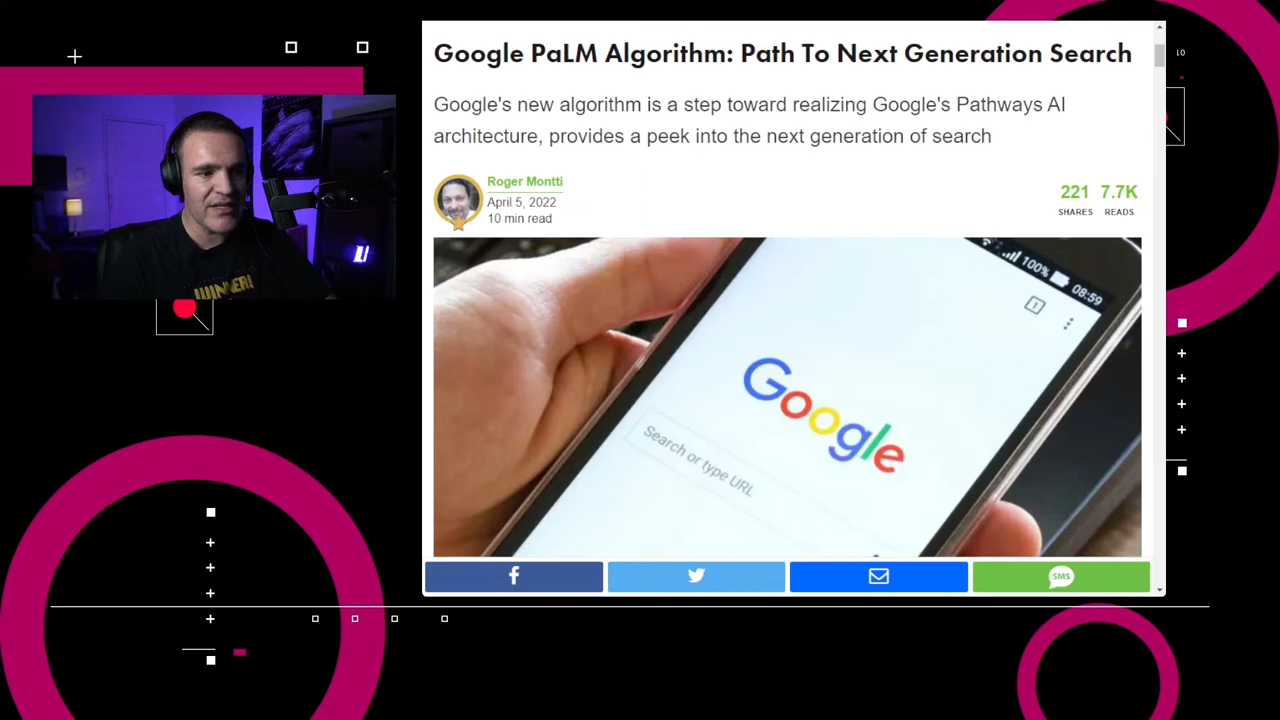 Google PaLM Algorithm: Path To Next Generation Search
Google's new algorithm is a step toward realizing Google's Pathways AI
architecture, provides a peek into the next generation of search
Roger Montti
April 5, 2022
10 min read
221 7.7K
SHARES READS
100% 08:59
1
Google
Search or type URL
SMS